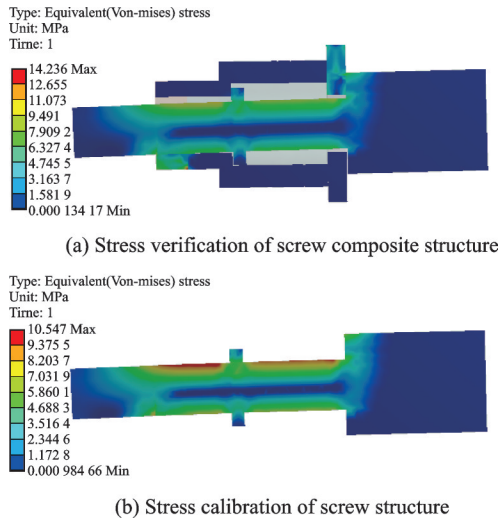 Type: Equivalent(Von-mises) stress
Unit: MPa
Tirne: 1
14.236 Max
12.655
11.073
9.491
7.909 2
6.327 4
4.745 5
3.163 7
1.581 9
0.000 134 17 Min
(a) Stress verification of screw composite structure
Type: Equivalent(Von-mises) stress
Unit: MPa
Tirne: 1
10.547 Max
9.375 5
8.203 7
7.031 9
5.860 1
4.688 3
3.516 4
2.344 6
1.172 8
0.000 984 66 Min
(b) Stress calibration of screw structure